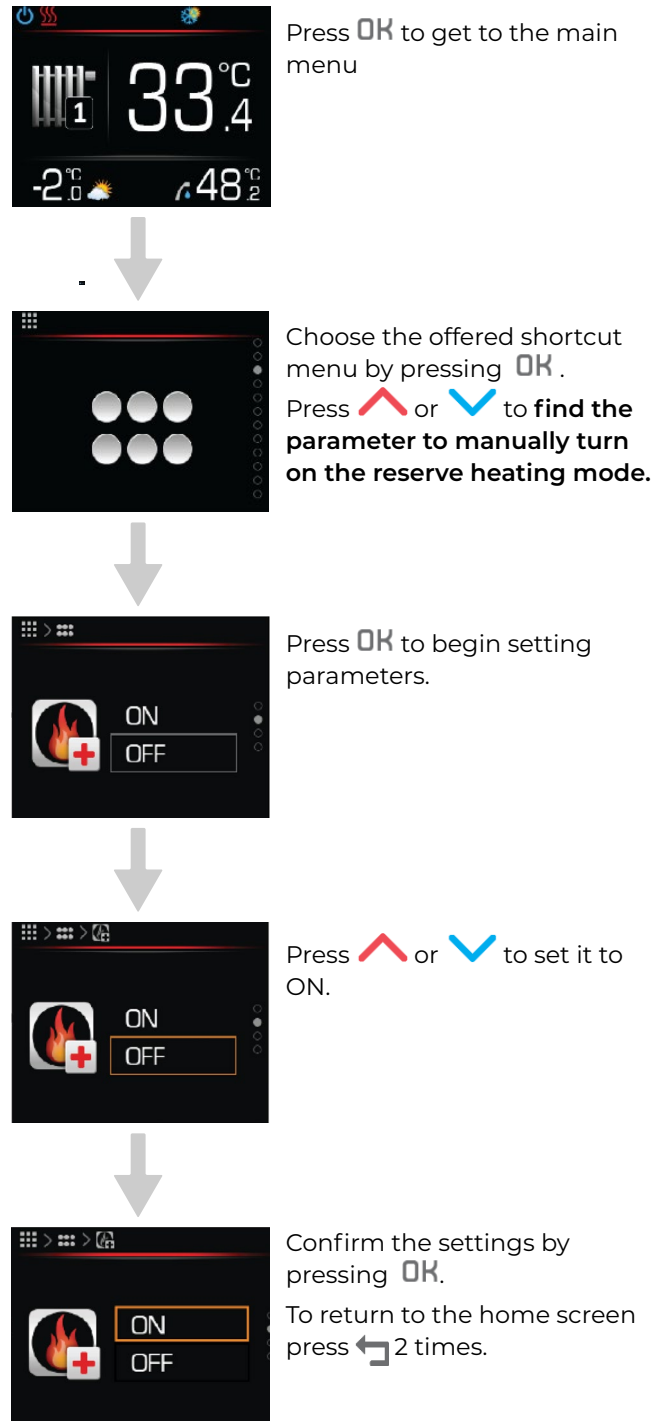 Press OK to get to the main
menu
1
33.4 °C
-2.0 °C
48.2 °C
Choose the offered shortcut
menu by pressing OK .
Press or to find the
parameter to manually turn
on the reserve heating mode.
> 
ON
OFF
Press OK to begin setting
parameters.
> >
ON
OFF
Press or to set it to
ON.
> >
ON
OFF
Confirm the settings by
pressing OK.
To return to the home screen
press 2 times.